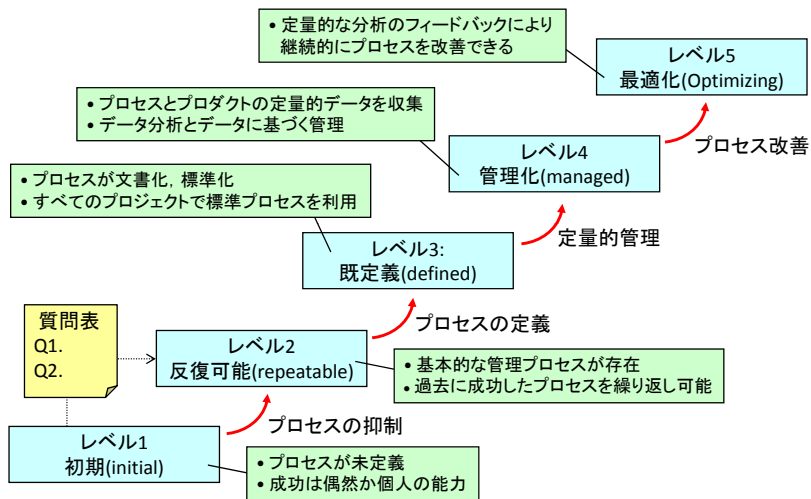 • 定量的な分析のフィードバックにより
継続的にプロセスを改善できる
レベル5
最適化(Optimizing)
• プロセスとプロダクトの定量的データを収集
• データ分析とデータに基づく管理
プロセス改善
レベル4
管理化(managed)
• プロセスが文書化，標準化
• すべてのプロジェクトで標準プロセスを利用
定量的管理
レベル3:
既定義(defined)
質問表
Q1.
Q2.
プロセスの定義
レベル2
反復可能(repeatable)
• 基本的な管理プロセスが存在
• 過去に成功したプロセスを繰り返し可能
プロセスの抑制
レベル1
初期(initial)
• プロセスが未定義
• 成功は偶然か個人の能力